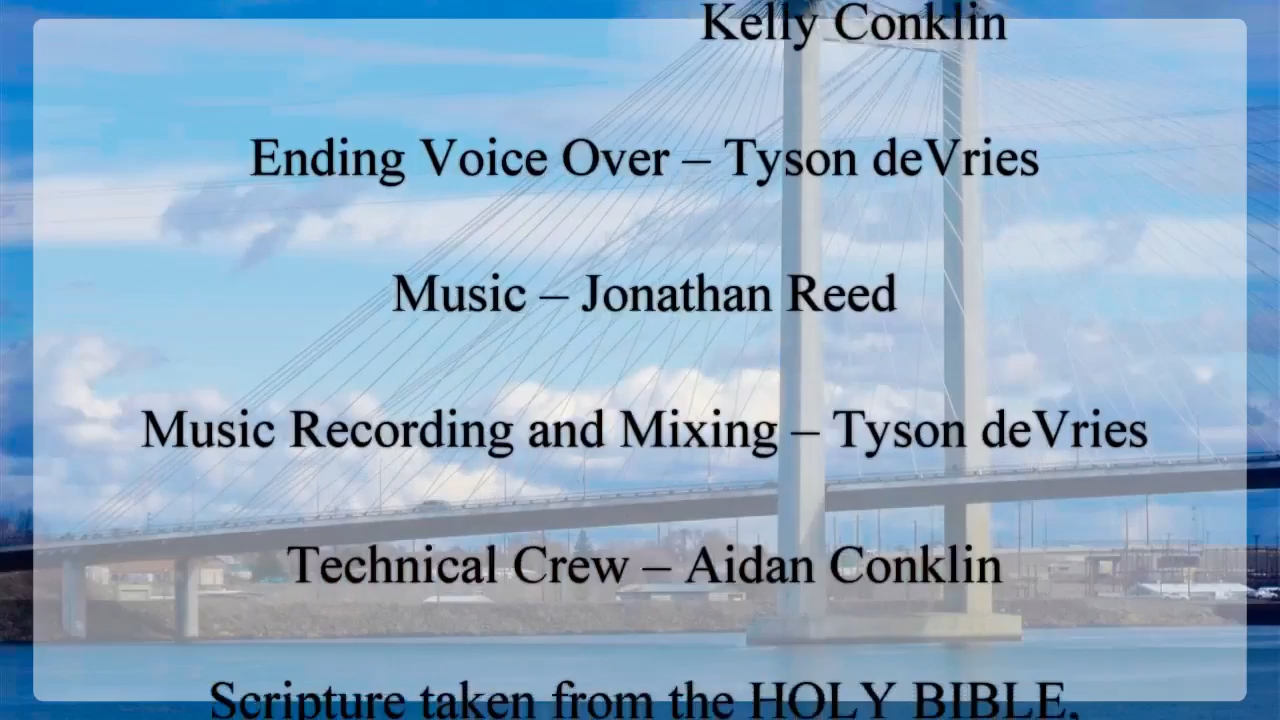 Kelly Conklin
Ending Voice Over – Tyson deVries
Music – Jonathan Reed
Music Recording and Mixing – Tyson deVries
Technical Crew – Aidan Conklin
Scripture taken from the HOLY BIBLE,